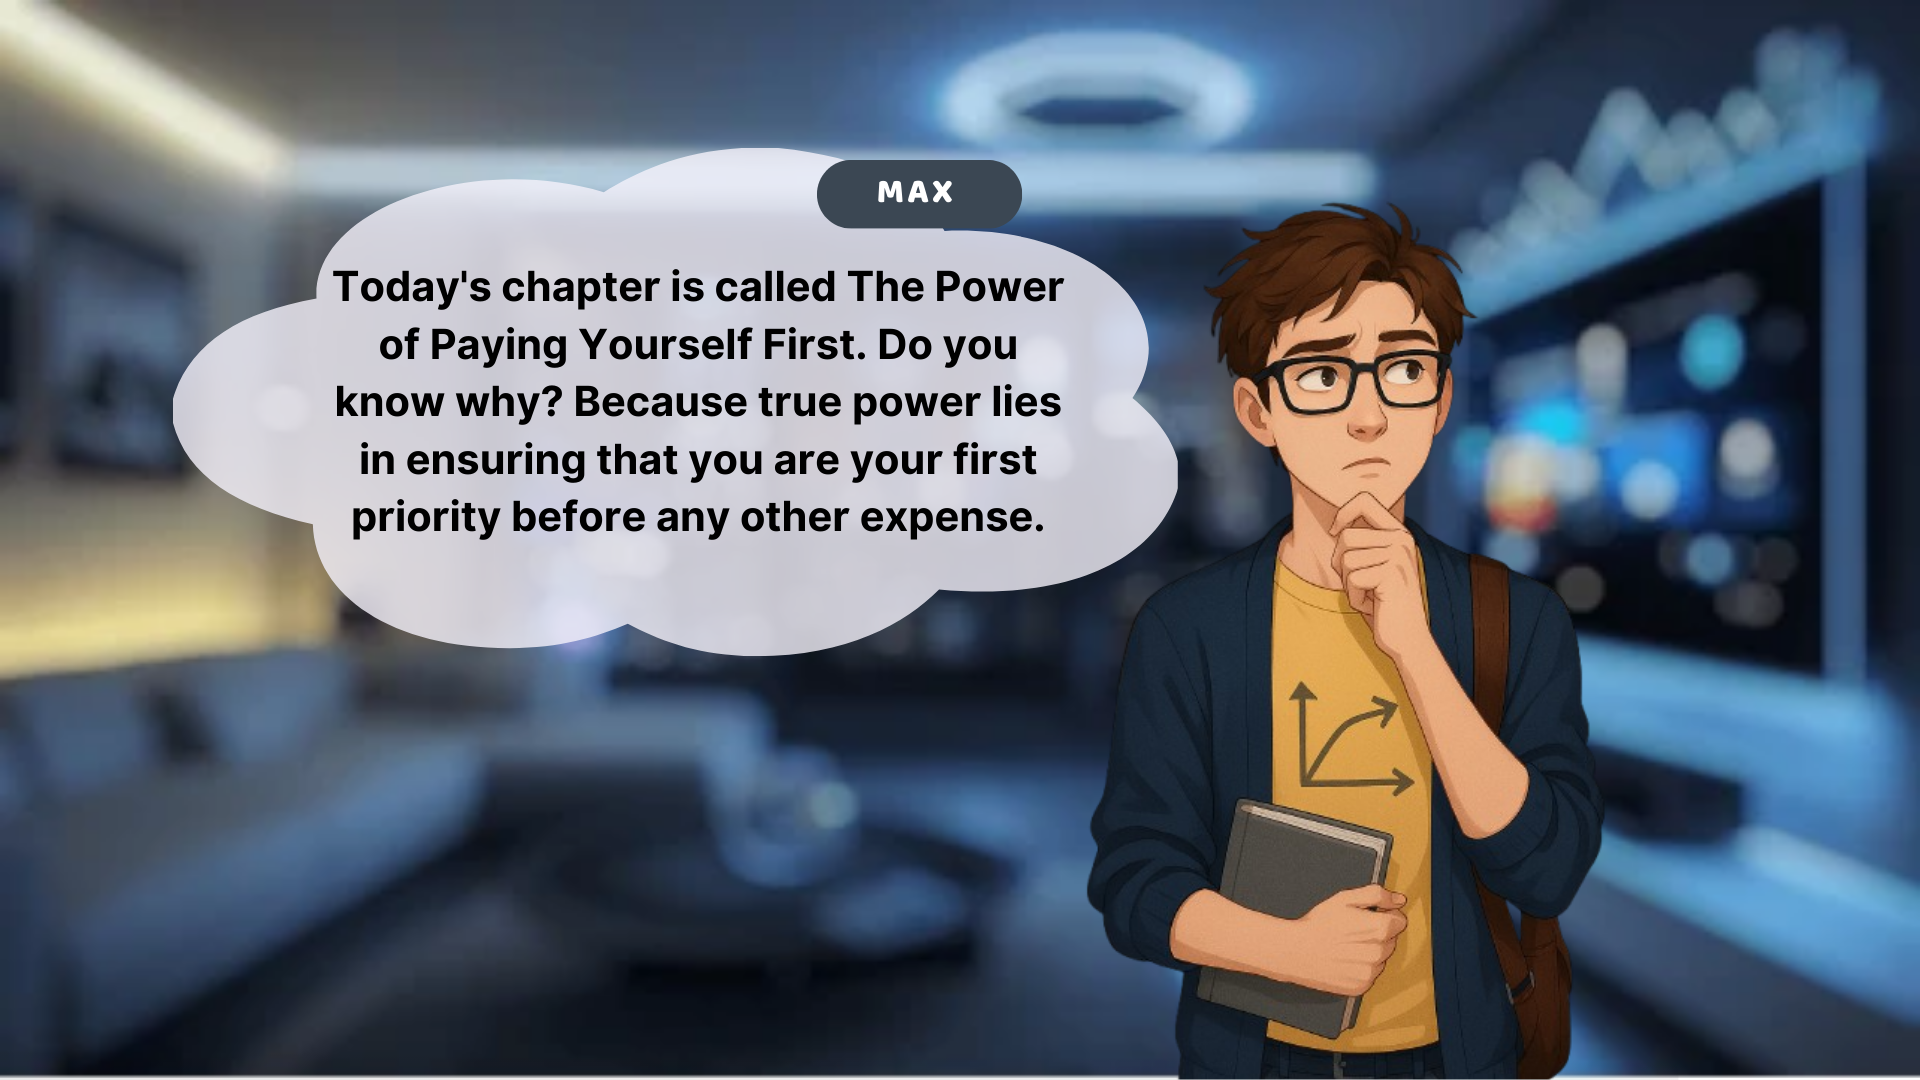 MAX
Today's chapter is called The Power
of Paying Yourself First. Do you
know why? Because true power lies
in ensuring that you are your first
priority before any other expense.